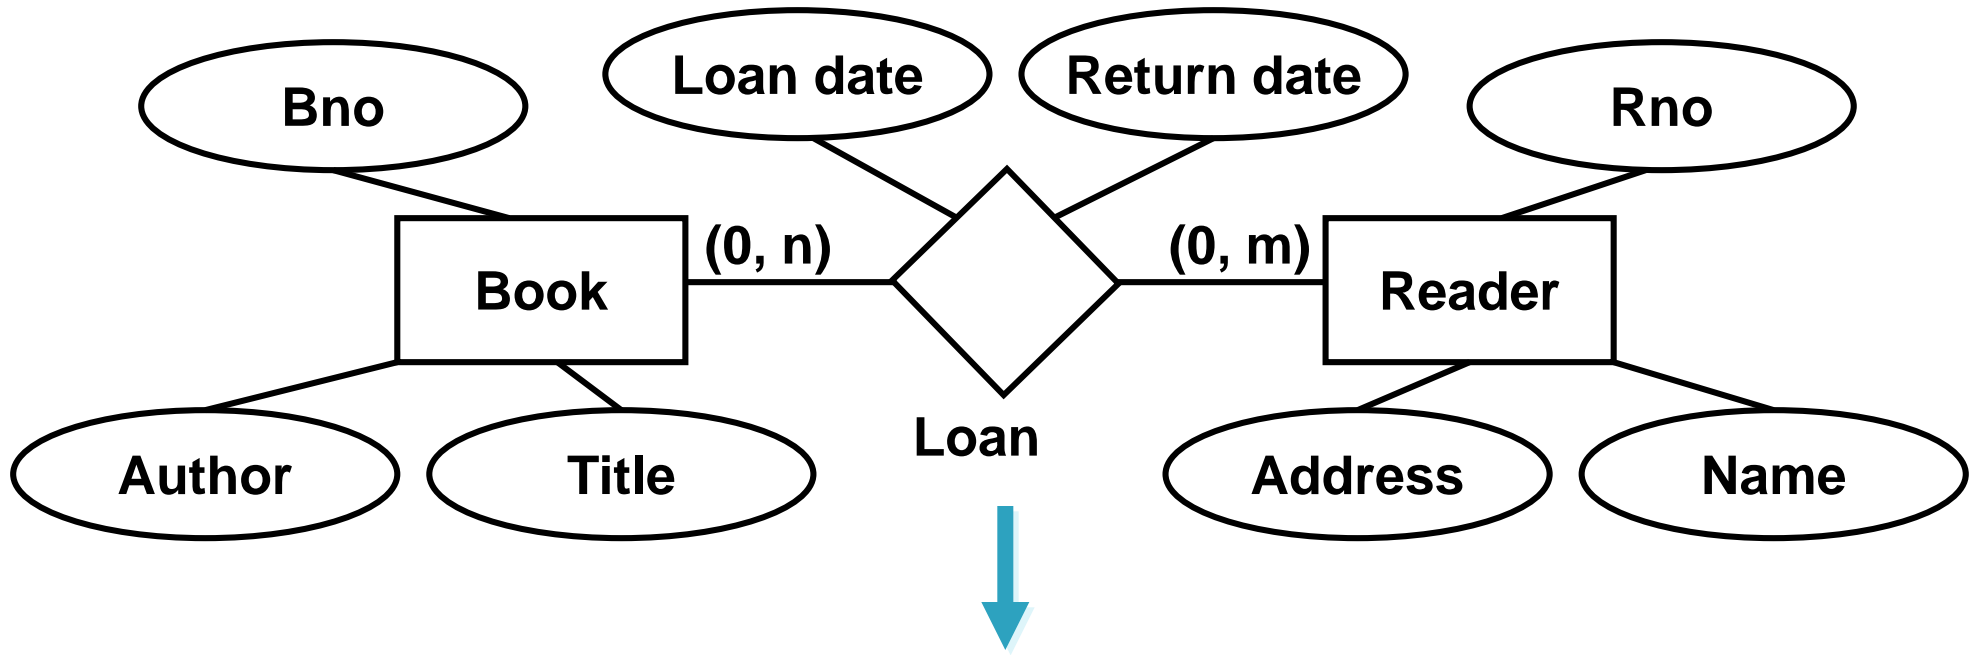 Loan date
Return date
Bno
Rno
(0, n)
(0, m)
Book
Reader
Loan
Author
Title
Address
Name